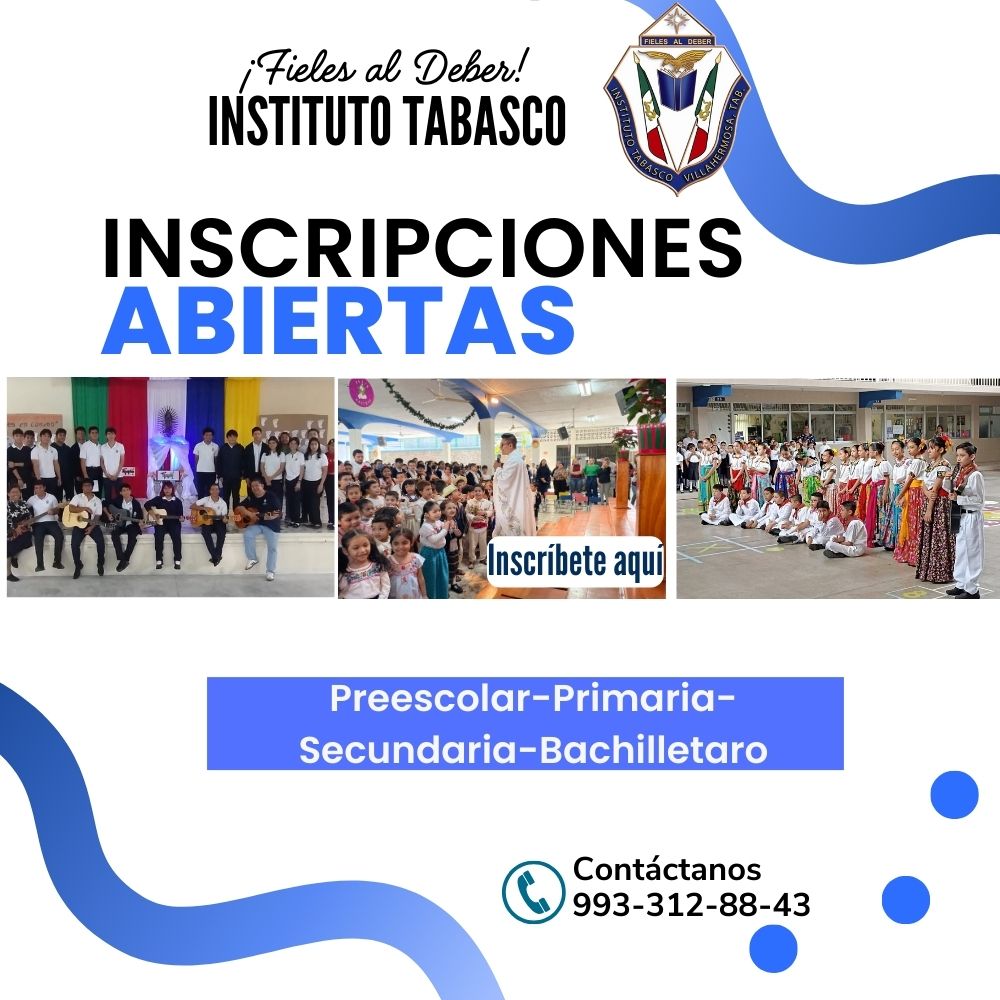 ¡Fieles al Deber!
INSTITUTO TABASCO
FIELES AL DEBER
INSTITUTO TABASCO VILLAHERMOSA, TAB.
INSCRIPCIONES
ABIERTAS
Inscríbete aquí
Preescolar-Primaria-
Secundaria-Bachilletaro
Contáctanos
993-312-88-43